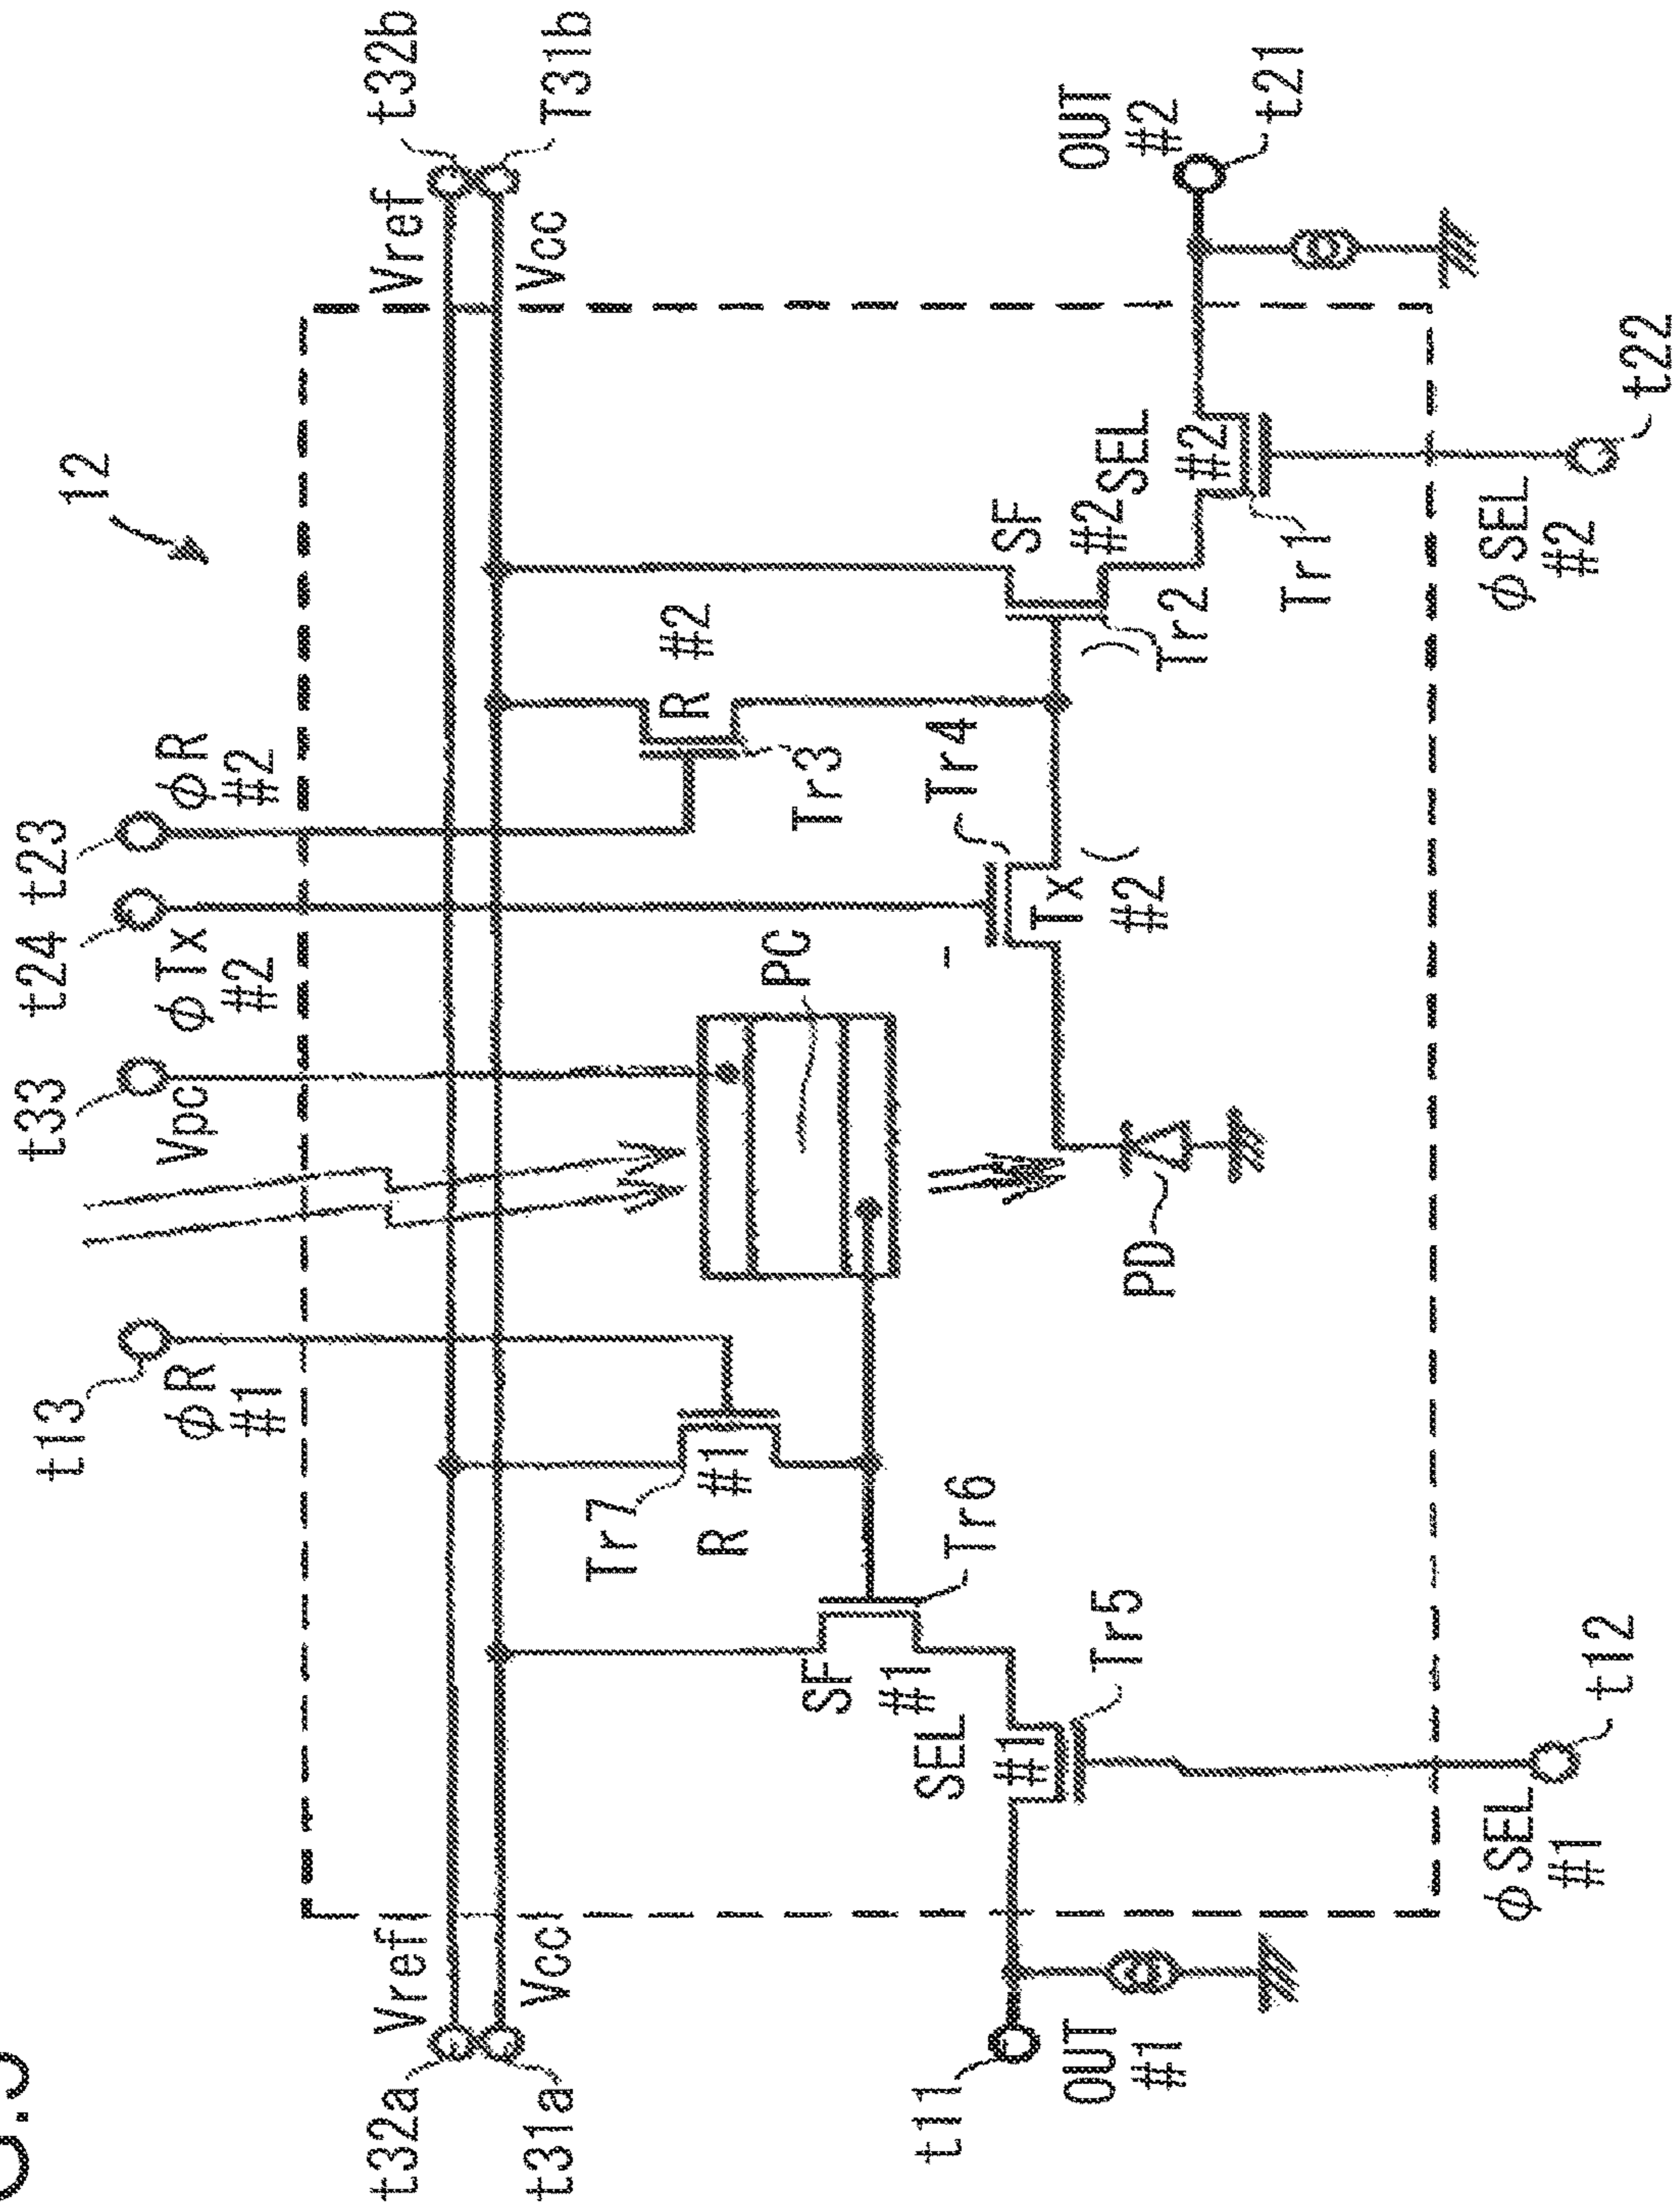 12
t13
t33
t24
t23
φR
#1
Vpc
φTx
#2
φR
#2
t32a
t31a
Vref
Vcc
Vref
Vcc
t32b
T31b
Tr7
R #1
PC
R #2
Tr3
SF
#1
Tr6
SEL
#1
Tr5
Tr4
Tx
#2
PD
SF
#2
Tr2
SEL
#2
Tr1
t11
OUT
#1
OUT
#2
t21
φSEL
#1
t12
φSEL
#2
t22